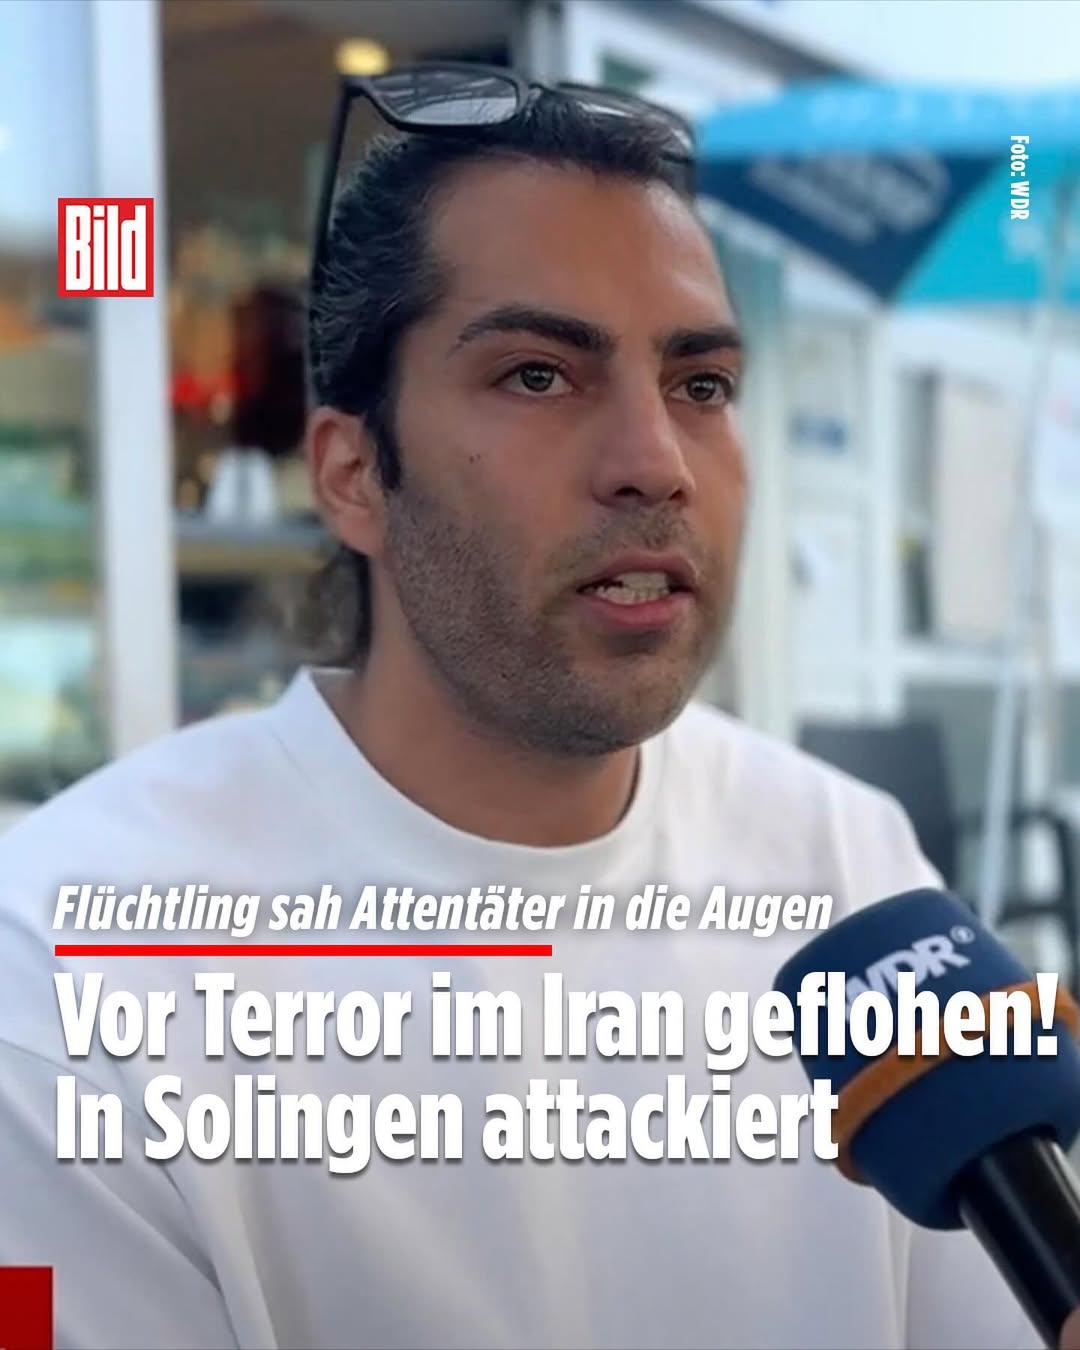 Foto: WDR
Bild
Flüchtling sah Attentäter in die Augen
WDR
Vor Terror im Iran geflohen!
In Solingen attackiert